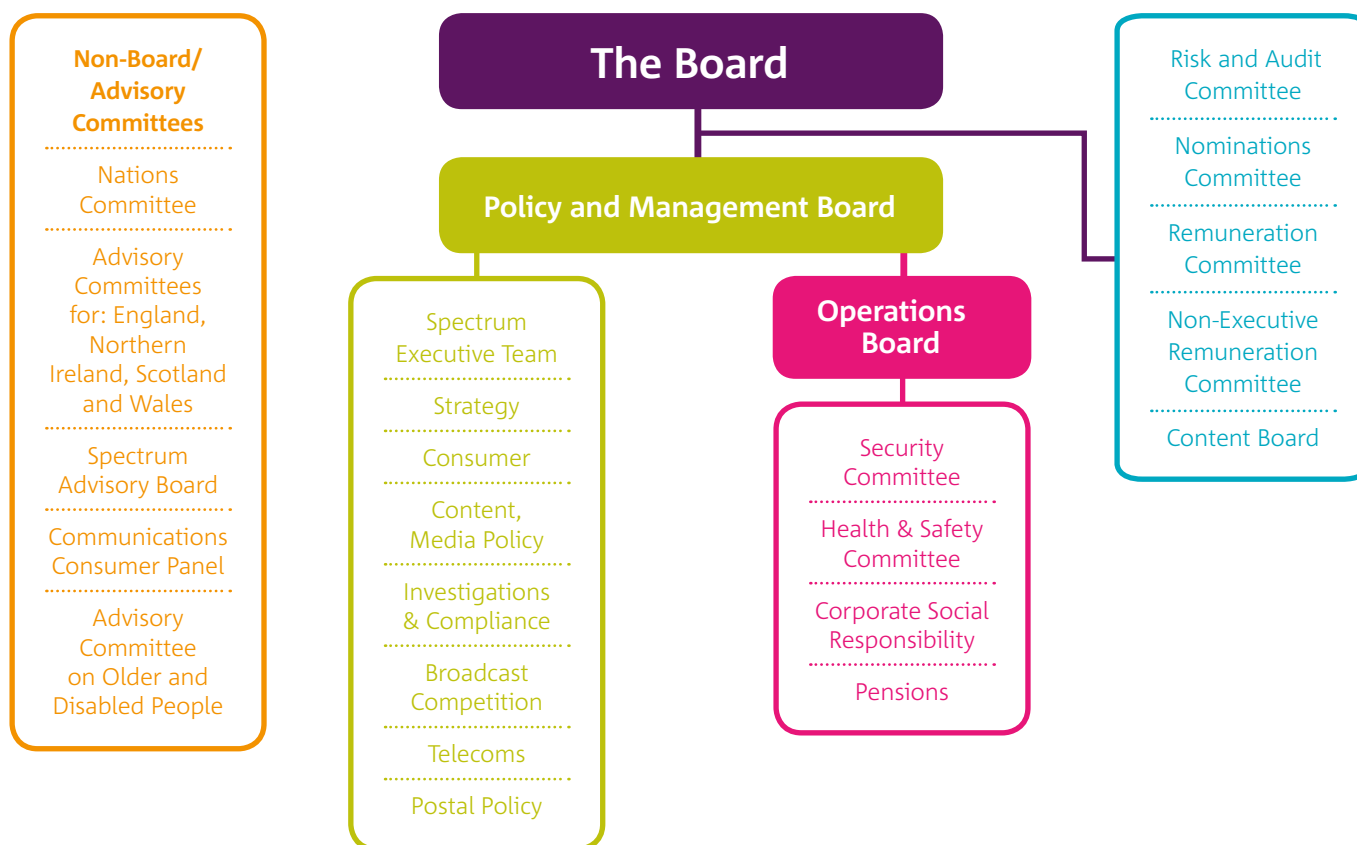 Non-Board/
Advisory
Committees
Nations
Committee
Advisory
Committees
for: England,
Northern
Ireland, Scotland
and Wales
Spectrum
Advisory Board
Communications
Consumer Panel
Advisory
Committee
on Older and
Disabled People
The Board
Policy and Management Board
Spectrum
Executive Team
Strategy
Consumer
Content,
Media Policy
Investigations
& Compliance
Broadcast
Competition
Telecoms
Postal Policy
Operations
Board
Security
Committee
Health & Safety
Committee
Corporate Social
Responsibility
Pensions
Risk and Audit
Committee
Nominations
Committee
Remuneration
Committee
Non-Executive
Remuneration
Committee
Content Board